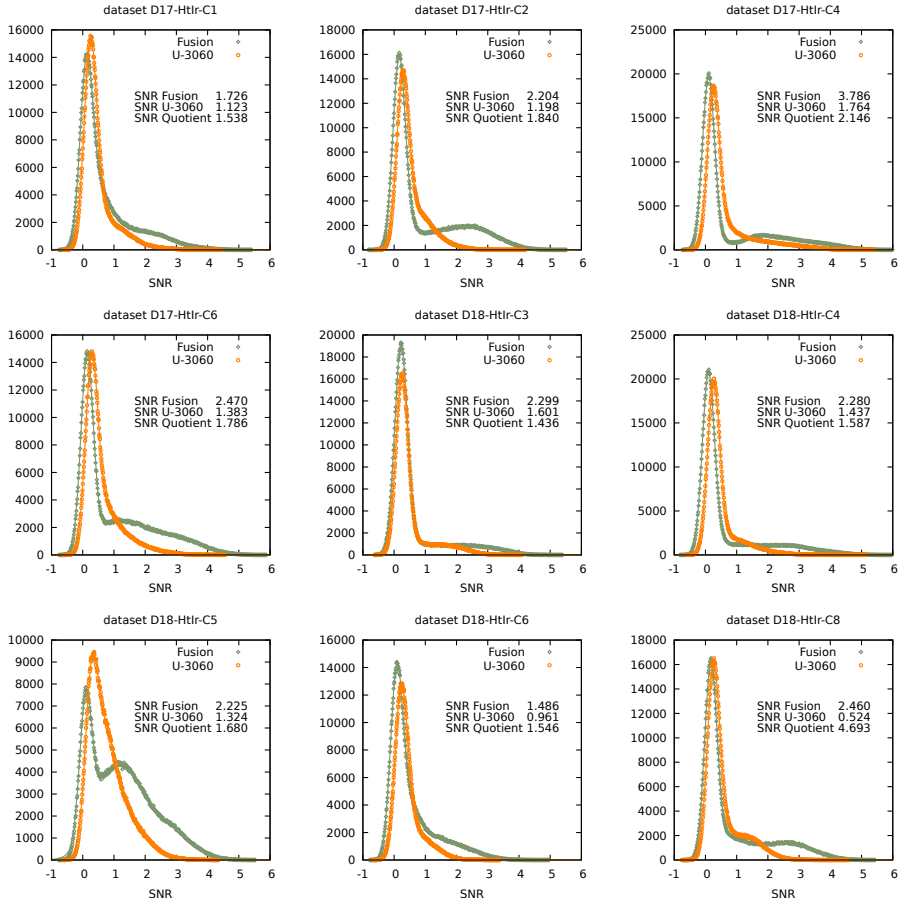 dataset D17-HtIr-C1
16000
14000
12000
10000
8000
6000
4000
2000
0
-1 0 1 2 3 4 5 6
SNR
Fusion
U-3060
SNR Fusion 1.726
SNR U-3060 1.123
SNR Quotient 1.538
dataset D17-HtIr-C2
18000
16000
14000
12000
10000
8000
6000
4000
2000
0
-1 0 1 2 3 4 5 6
SNR
Fusion
U-3060
SNR Fusion 2.204
SNR U-3060 1.198
SNR Quotient 1.840
dataset D17-HtIr-C4
25000
20000
15000
10000
5000
0
-1 0 1 2 3 4 5 6
SNR
Fusion
U-3060
SNR Fusion 3.786
SNR U-3060 1.764
SNR Quotient 2.146
dataset D17-HtIr-C6
16000
14000
12000
10000
8000
6000
4000
2000
0
-1 0 1 2 3 4 5 6
SNR
Fusion
U-3060
SNR Fusion 2.470
SNR U-3060 1.383
SNR Quotient 1.786
dataset D18-HtIr-C3
20000
18000
16000
14000
12000
10000
8000
6000
4000
2000
0
-1 0 1 2 3 4 5 6
SNR
Fusion
U-3060
SNR Fusion 2.299
SNR U-3060 1.601
SNR Quotient 1.436
dataset D18-HtIr-C4
25000
20000
15000
10000
5000
0
-1 0 1 2 3 4 5 6
SNR
Fusion
U-3060
SNR Fusion 2.280
SNR U-3060 1.437
SNR Quotient 1.587
dataset D18-HtIr-C5
10000
9000
8000
7000
6000
5000
4000
3000
2000
1000
0
-1 0 1 2 3 4 5 6
SNR
Fusion
U-3060
SNR Fusion 2.225
SNR U-3060 1.324
SNR Quotient 1.680
dataset D18-HtIr-C6
16000
14000
12000
10000
8000
6000
4000
2000
0
-1 0 1 2 3 4 5 6
SNR
Fusion
U-3060
SNR Fusion 1.486
SNR U-3060 0.961
SNR Quotient 1.546
dataset D18-HtIr-C8
18000
16000
14000
12000
10000
8000
6000
4000
2000
0
-1 0 1 2 3 4 5 6
SNR
Fusion
U-3060
SNR Fusion 2.460
SNR U-3060 0.524
SNR Quotient 4.693